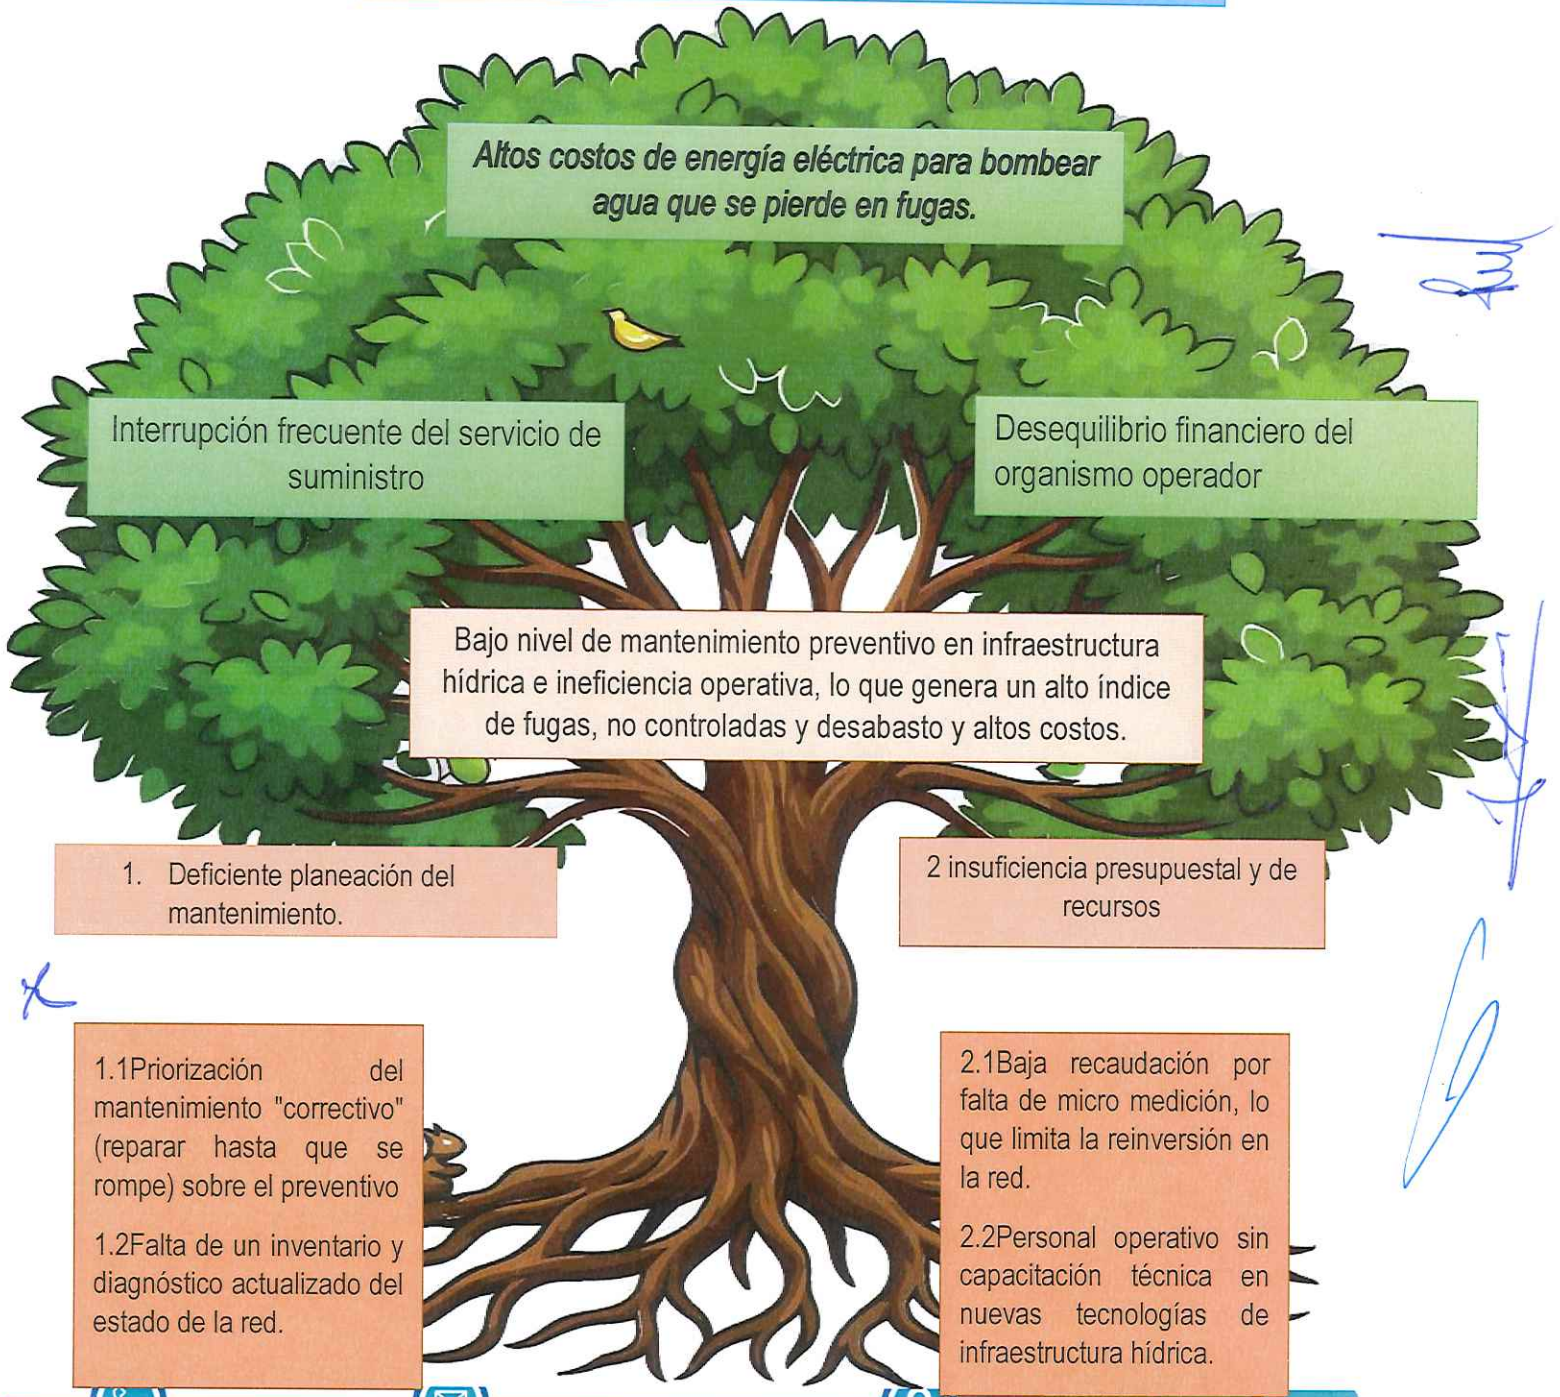 Altos costos de energía eléctrica para bombear
agua que se pierde en fugas.
Interrupción frecuente del servicio de
suministro
Desequilibrio financiero del
organismo operador
Bajo nivel de mantenimiento preventivo en infraestructura
hídrica e ineficiencia operativa, lo que genera un alto índice
de fugas, no controladas y desabasto y altos costos.
1. Deficiente planeación del
mantenimiento.
2 insuficiencia presupuestal y de
recursos
1.1Priorización del
mantenimiento "correctivo"
(reparar hasta que se
rompe) sobre el preventivo
1.2Falta de un inventario y
diagnóstico actualizado del
estado de la red.
2.1Baja recaudación por
falta de micro medición, lo
que limita la reinversión en
la red.
2.2Personal operativo sin
capacitación técnica en
nuevas tecnologías de
infraestructura hídrica.